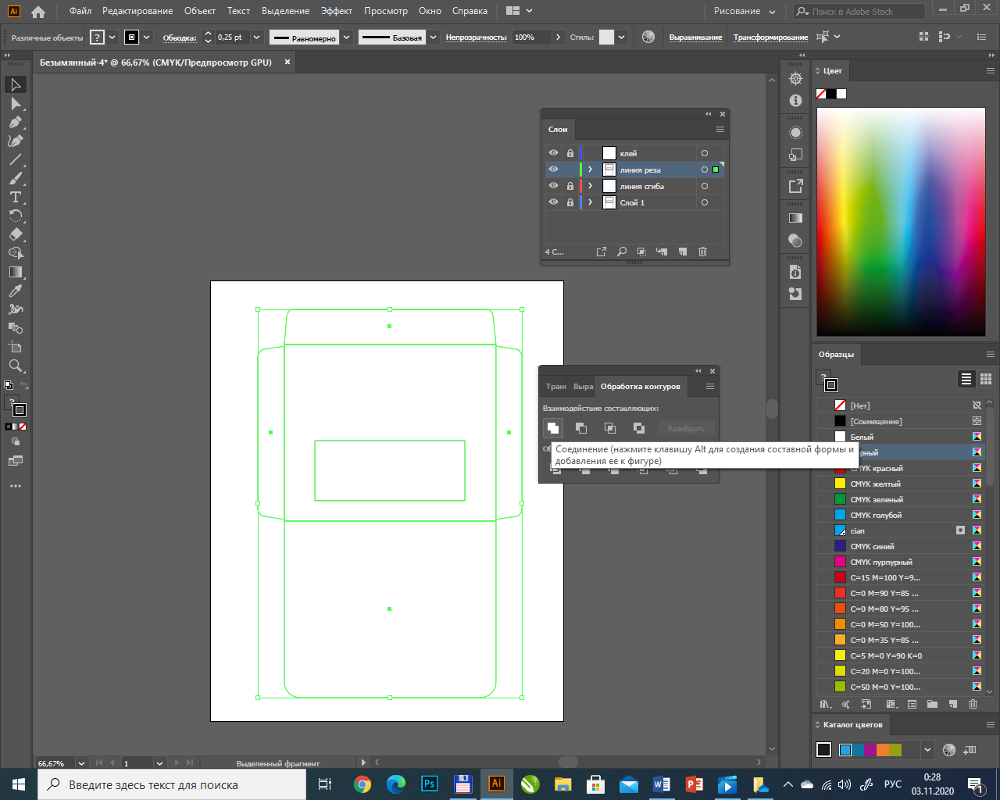 Ai Файл Редактирование Объект Текст Выделение Эффект Просмотр Окно Справка Рисование Поиск в Adobe Stock
Различные объекты ? Обводка: 0,25 pt Равномерно Базовая Непрозрачность: 100% Стиль: Выравнивание Трансформирование
Безымянный-4* @ 66,67% (CMYK/Предпросмотр GPU) ×
Цвет
Слои
клей
линия реза
линия сгиба
Слой 1
4 С...
Образцы
?
[Нет]
[Совмещение]
Белый
CMYK красный
CMYK желтый
CMYK зеленый
CMYK голубой
cian
CMYK синий
CMYK пурпурный
C=15 M=100 Y=9...
C=0 M=90 Y=85 ...
C=0 M=80 Y=95 ...
C=0 M=50 Y=100...
C=0 M=35 Y=85 ...
C=5 M=0 Y=90 K=0
C=20 M=0 Y=100...
C=50 M=0 Y=100...
Каталог цветов
Транс Выра Обработка контуров
Взаимодействие составляющих:
Разобрать
Соединение (нажмите клавишу Alt для создания составной формы и
добавления ее к фигуре)
?
66,67% 1 Выделенный фрагмент
Введите здесь текст для поиска
Ps Ai W P
РУС
0:28
03.11.2020
1